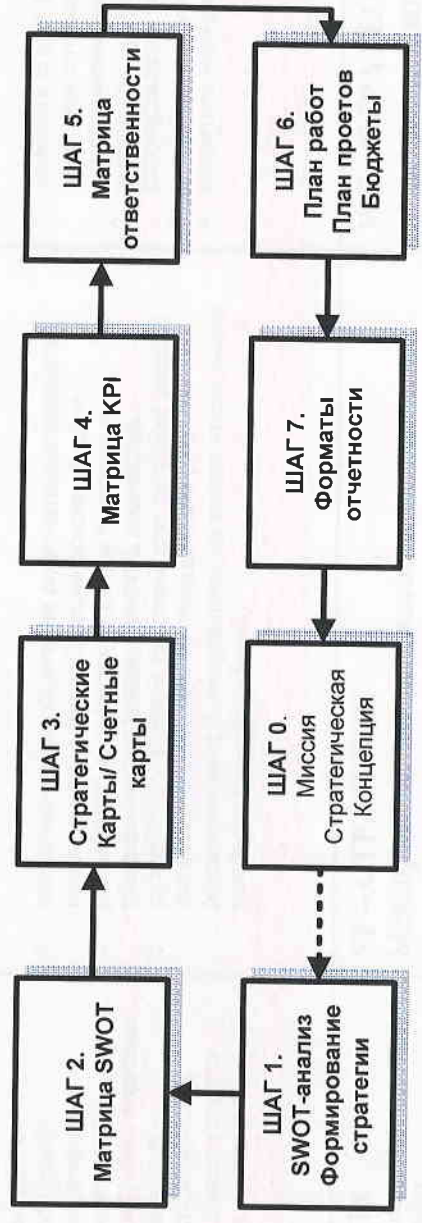 ШАГ 5.
Матрица
ответственности
ШАГ 4.
Матрица KPI
ШАГ 3.
Стратегические
Карты/ Счетные
карты
ШАГ 2.
Матрица SWOT
ШАГ 6.
План работ
План проетов
Бюджеты
ШАГ 7.
Форматы
отчетности
ШАГ 0.
Миссия
Стратегическая
Концепция
ШАГ 1.
SWOT-анализ
Формирование
стратегии